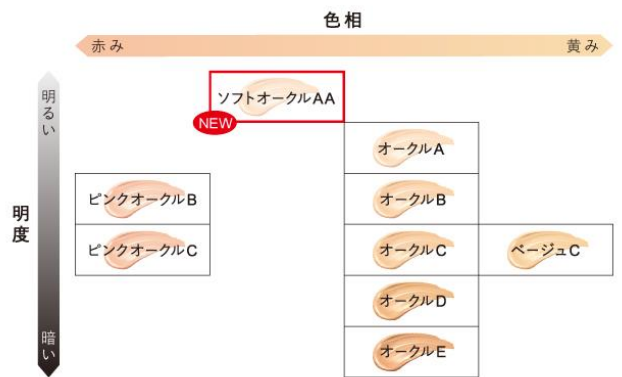 色相
赤み
黄み
明度
明るい
暗い
ソフトオークルAA
NEW
オークルA
ピンクオークルB
オークルB
ピンクオークルC
オークルC
ベージュC
オークルD
オークルE